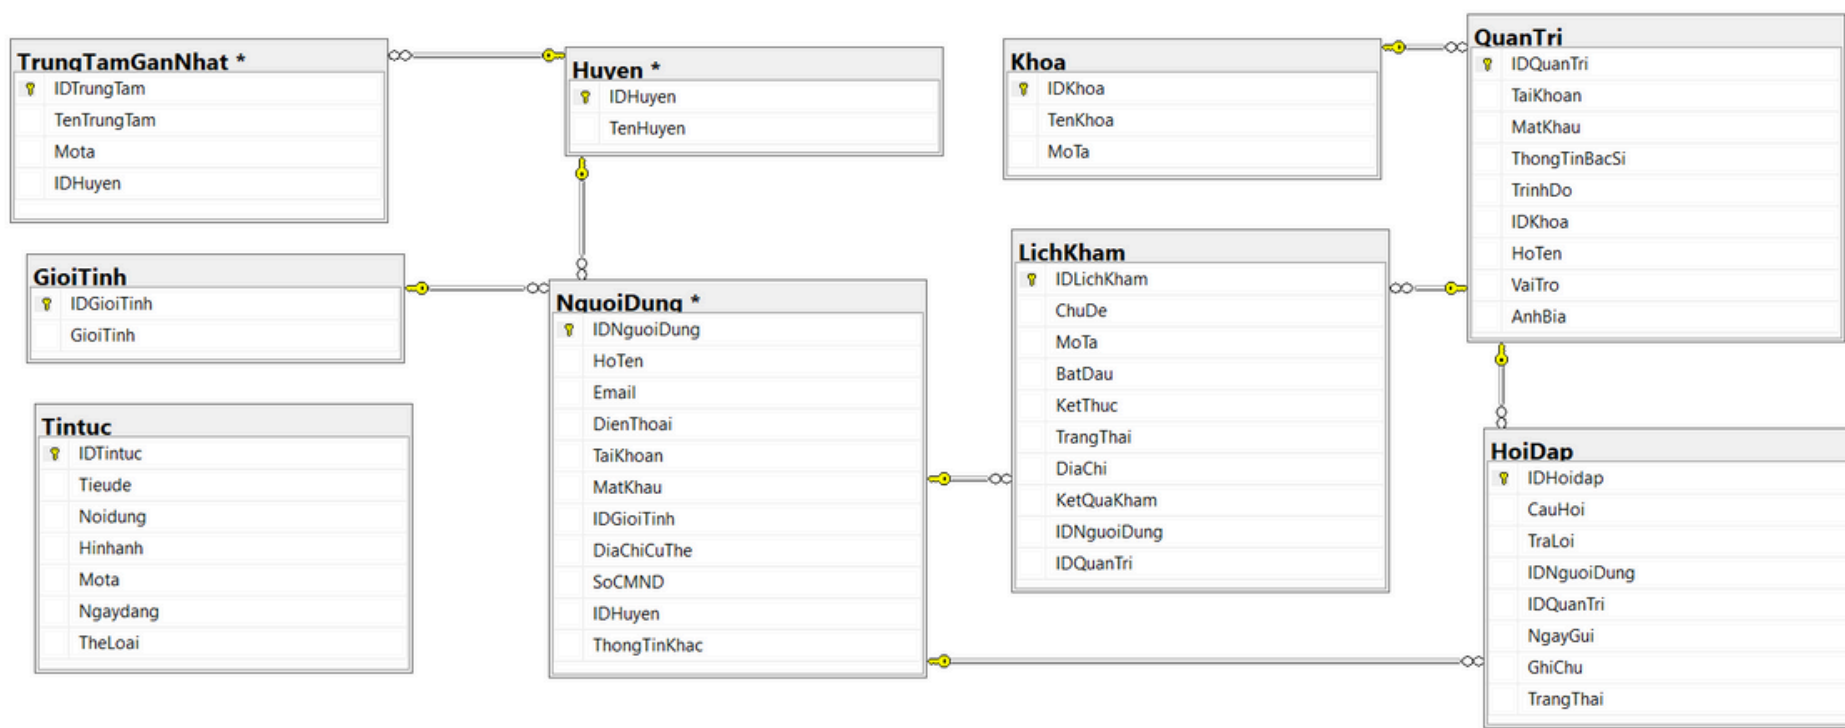 TrungTamGanNhat *
IDTrungTam
TenTrungTam
Mota
IDHuyen
Huyen *
IDHuyen
TenHuyen
Khoa
IDKhoa
TenKhoa
MoTa
QuanTri
IDQuanTri
TaiKhoan
MatKhau
ThongTinBacSi
TrinhDo
IDKhoa
HoTen
VaiTro
AnhBia
GioiTinh
IDGioiTinh
GioiTinh
NguoiDung *
IDNguoiDung
HoTen
Email
DienThoai
TaiKhoan
MatKhau
IDGioiTinh
DiaChiCuThe
SoCMND
IDHuyen
ThongTinKhac
LichKham
IDLichKham
ChuDe
MoTa
BatDau
KetThuc
TrangThai
DiaChi
KetQuaKham
IDNguoiDung
IDQuanTri
Tintuc
IDTintuc
Tieude
Noidung
Hinhanh
Mota
Ngaydang
TheLoai
HoiDap
IDHoidap
CauHoi
TraLoi
IDNguoiDung
IDQuanTri
NgayGui
GhiChu
TrangThai